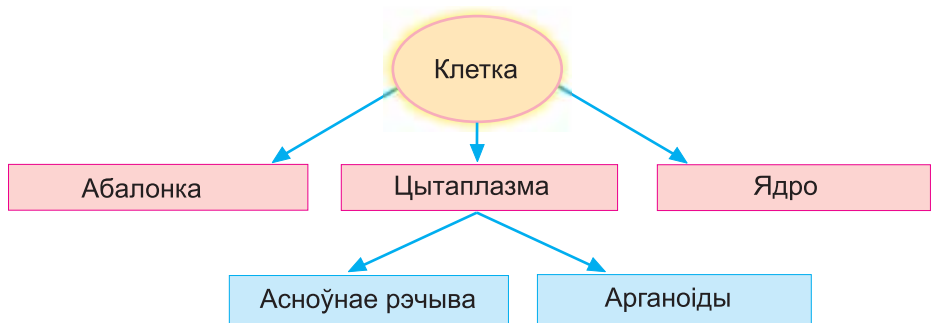 Клетка
Абалонка
Цытаплазма
Ядро
Асноўнае рэчыва
Арганоіды